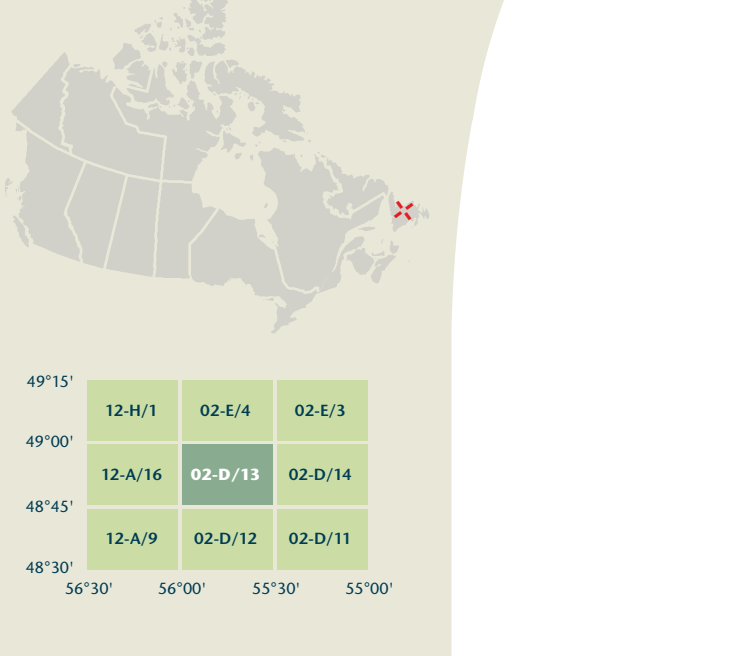 49°15'
12-H/1 02-E/4 02-E/3
49°00'
12-A/16 02-D/13 02-D/14
48°45'
12-A/9 02-D/12 02-D/11
48°30'
56°30' 56°00' 55°30' 55°00'